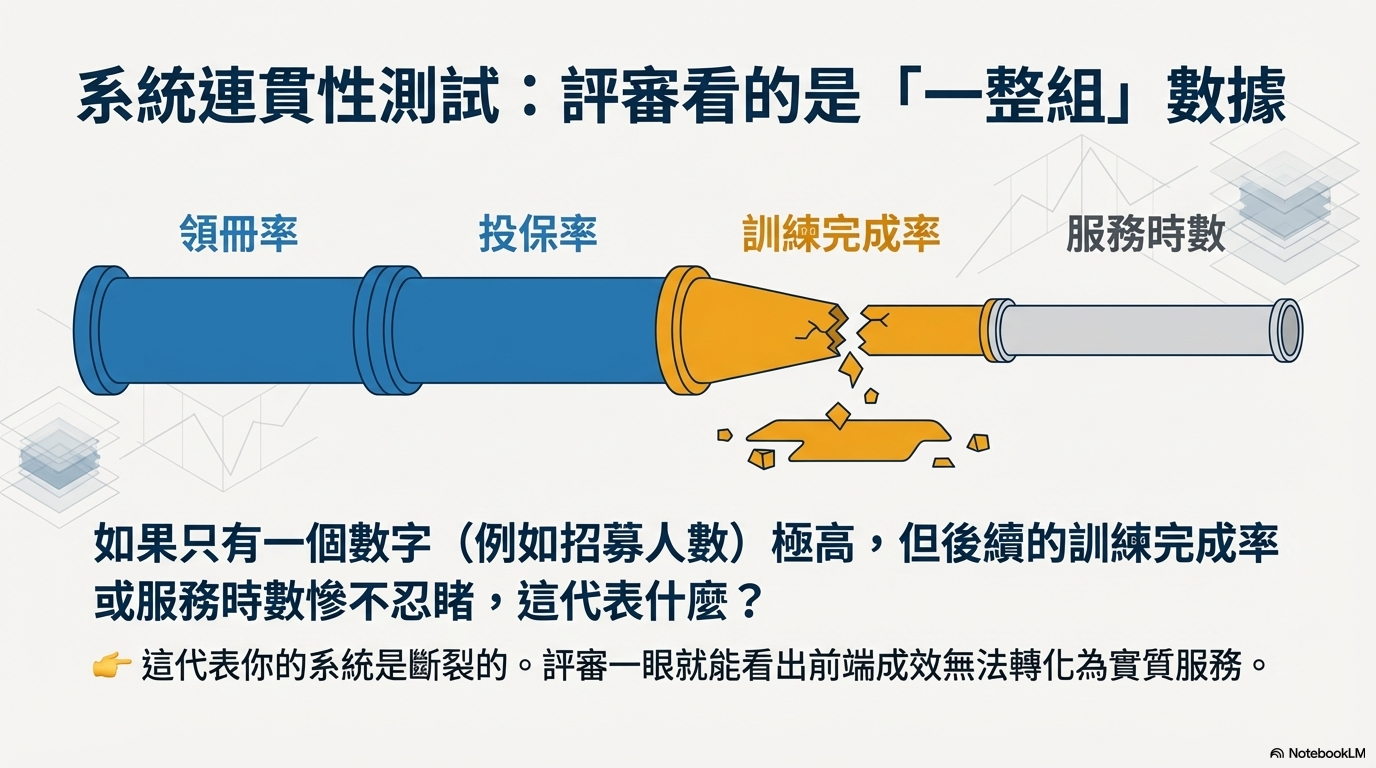 系統連貫性測試：評審看的是「一整組」數據
領冊率
投保率
訓練完成率
服務時數
如果只有一個數字（例如招募人數）極高，但後續的訓練完成率
或服務時數慘不忍睹，這代表什麼？
👉 這代表你的系統是斷裂的。評審一眼就能看出前端成效無法轉化為實質服務。
NotebookLM